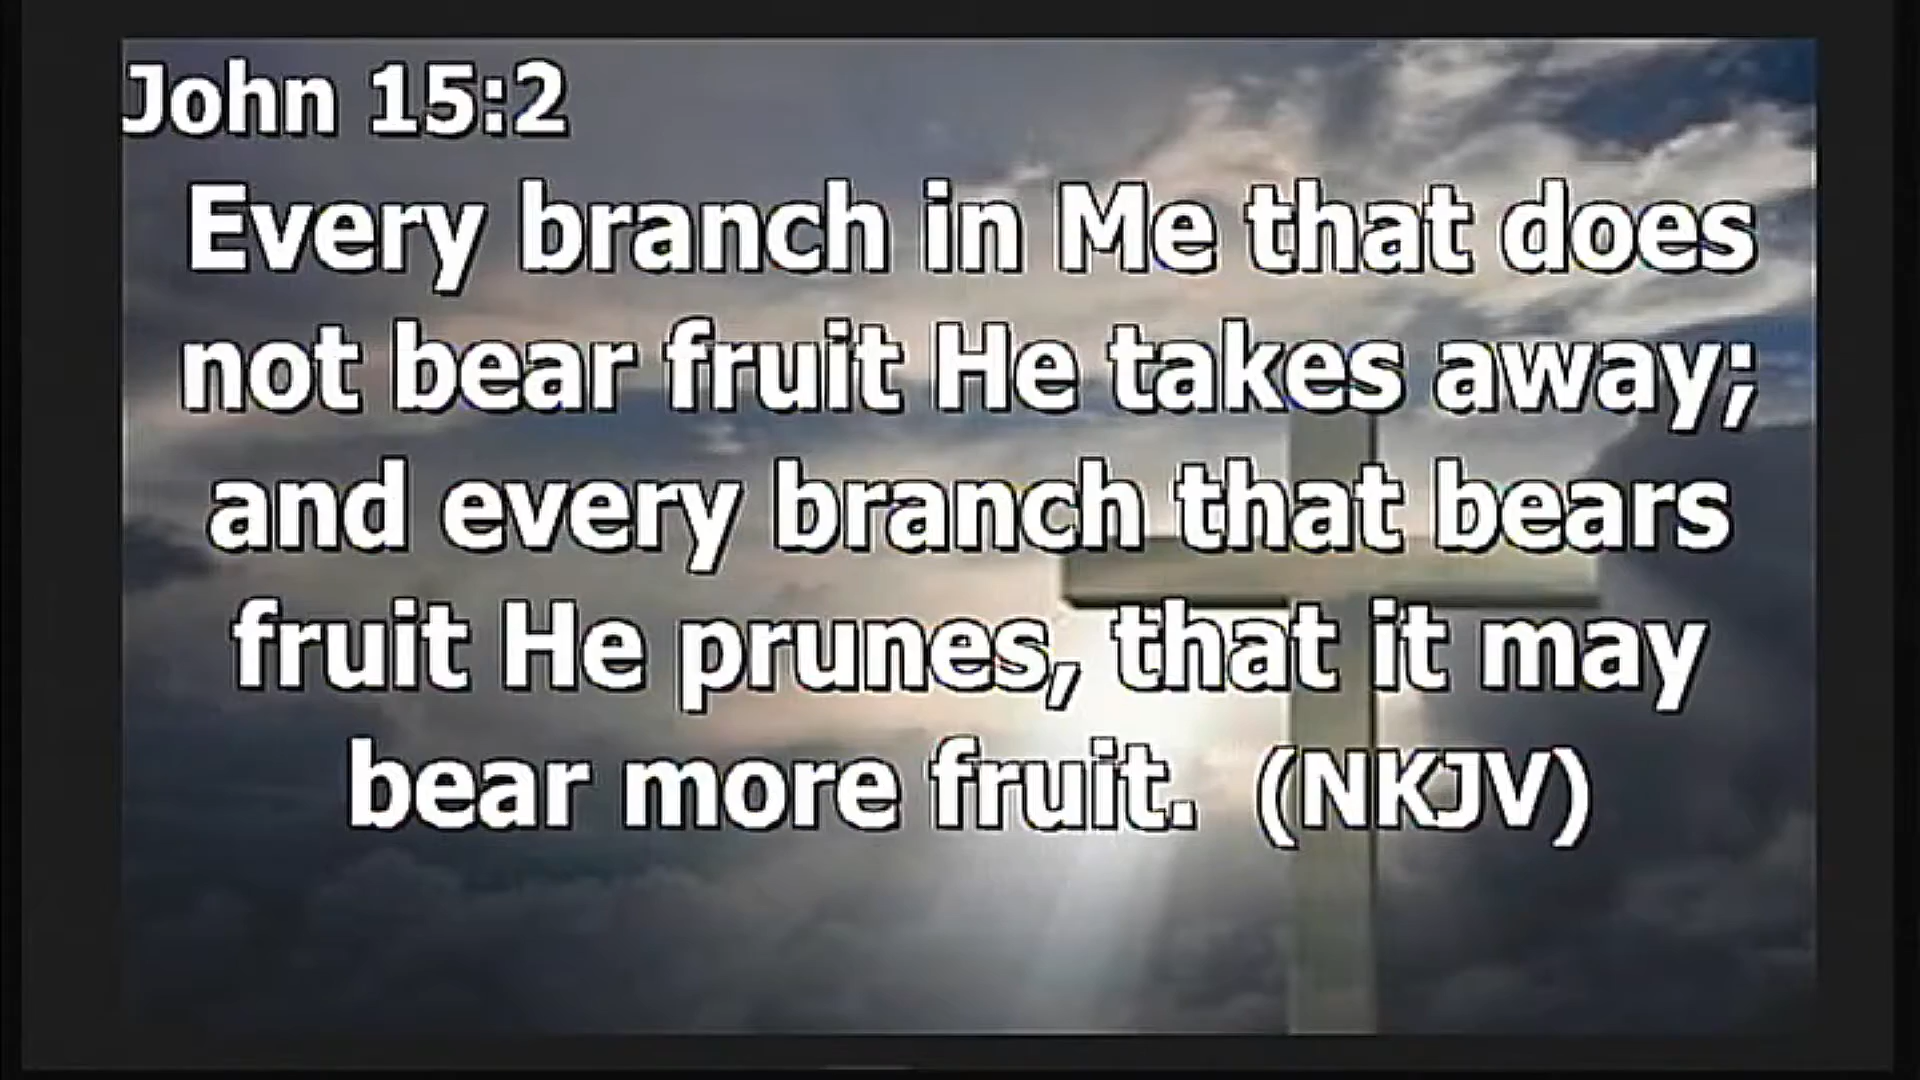 John 15:2
Every branch in Me that does
not bear fruit He takes away;
and every branch that bears
fruit He prunes, that it may
bear more fruit. (NKJV)